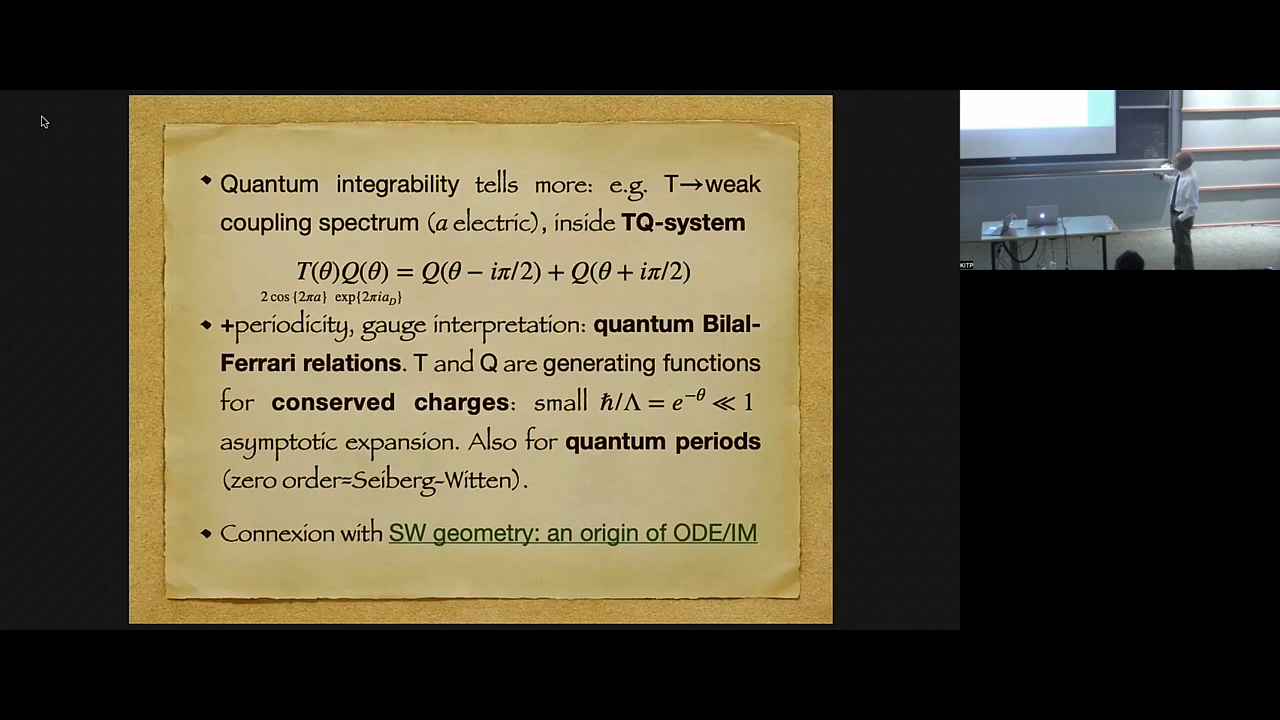 Quantum integrability tells more: e.g. T→weak
coupling spectrum (a electric), inside TQ-system
T(θ)Q(θ) = Q(θ − iπ/2) + Q(θ + iπ/2)
2 cos {2πa} exp{2πia_D}
+periodicity, gauge interpretation: quantum Bilal-
Ferrari relations. T and Q are generating functions
for conserved charges: small ℏ/Λ = e^{−θ} ≪ 1
asymptotic expansion. Also for quantum periods
(zero order=Seiberg-Witten).
Connexion with SW geometry: an origin of ODE/IM
KITP